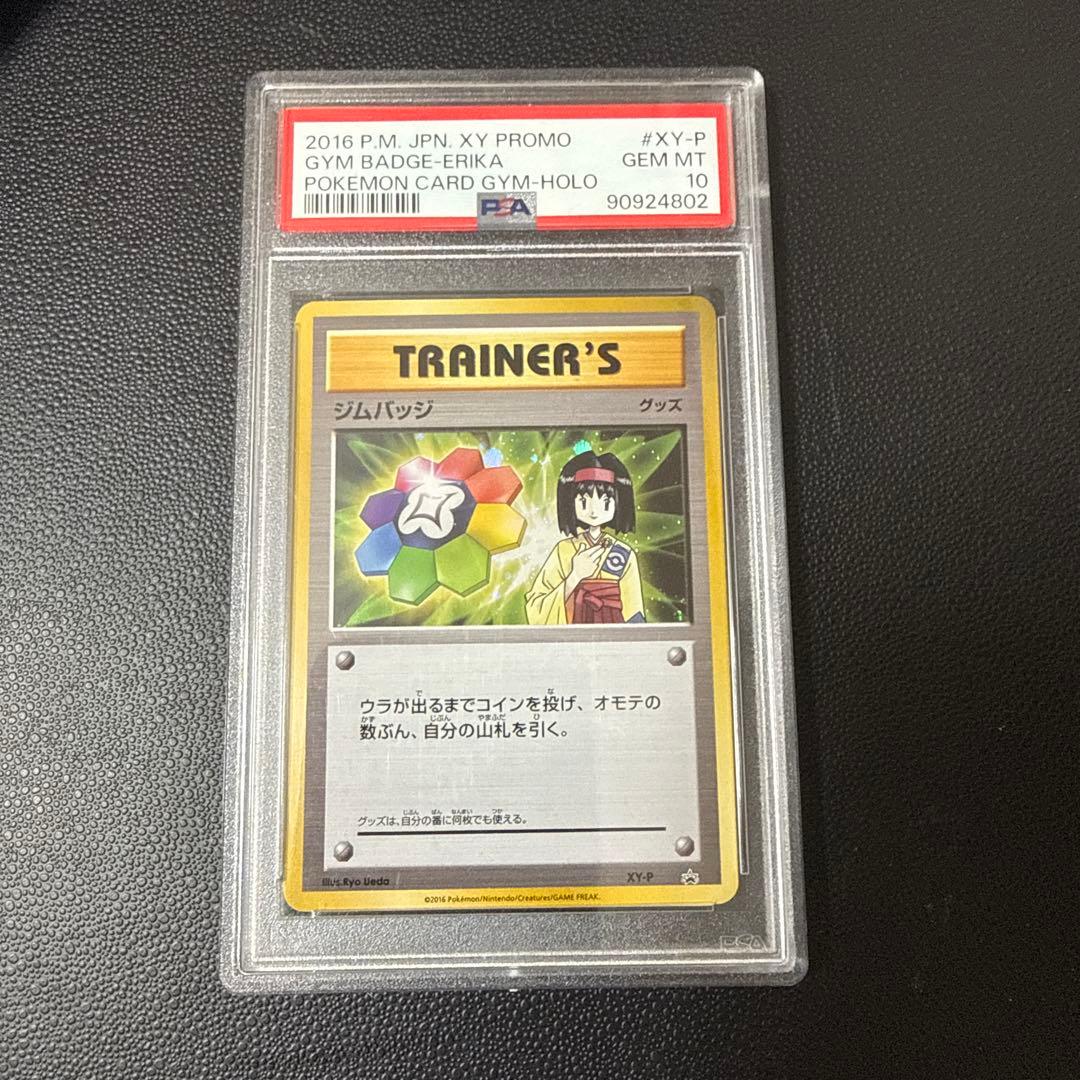 2016 P.M. JPN. XY PROMO #XY-P
GYM BADGE-ERIKA GEM MT
POKEMON CARD GYM-HOLO 10
PSA 90924802
TRAINER'S
ジムバッジ グッズ
ウラが出るまでコインを投げ、オモテの
数ぶん、自分の山札を引く。
グッズは、自分の番に何枚でも使える。
Illus.Ryo Ueda XY-P
©2016 Pokémon/Nintendo/Creatures/GAME FREAK.
PSA